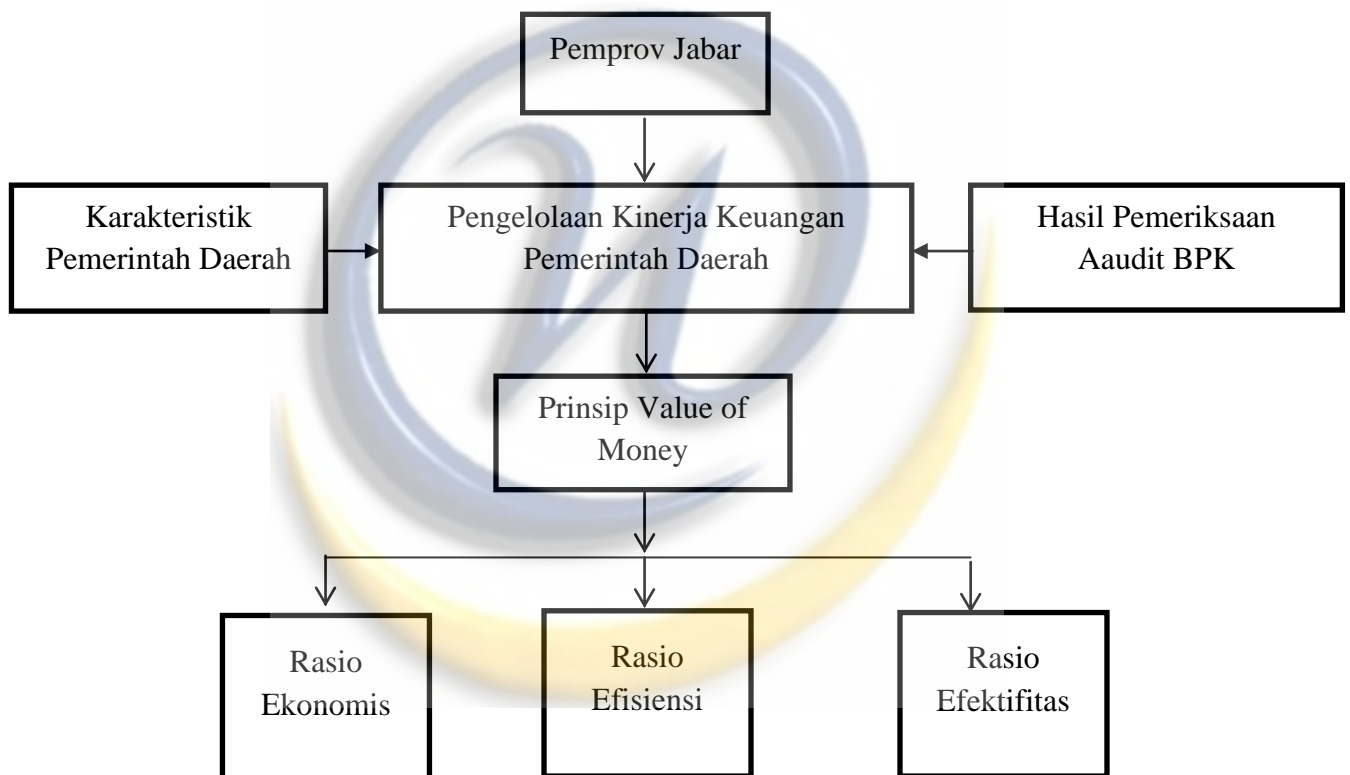 Pemprov Jabar
Karakteristik
Pemerintah Daerah
Pengelolaan Kinerja Keuangan
Pemerintah Daerah
Hasil Pemeriksaan
Aaudit BPK
Prinsip Value of
Money
Rasio
Ekonomis
Rasio
Efisiensi
Rasio
Efektifitas